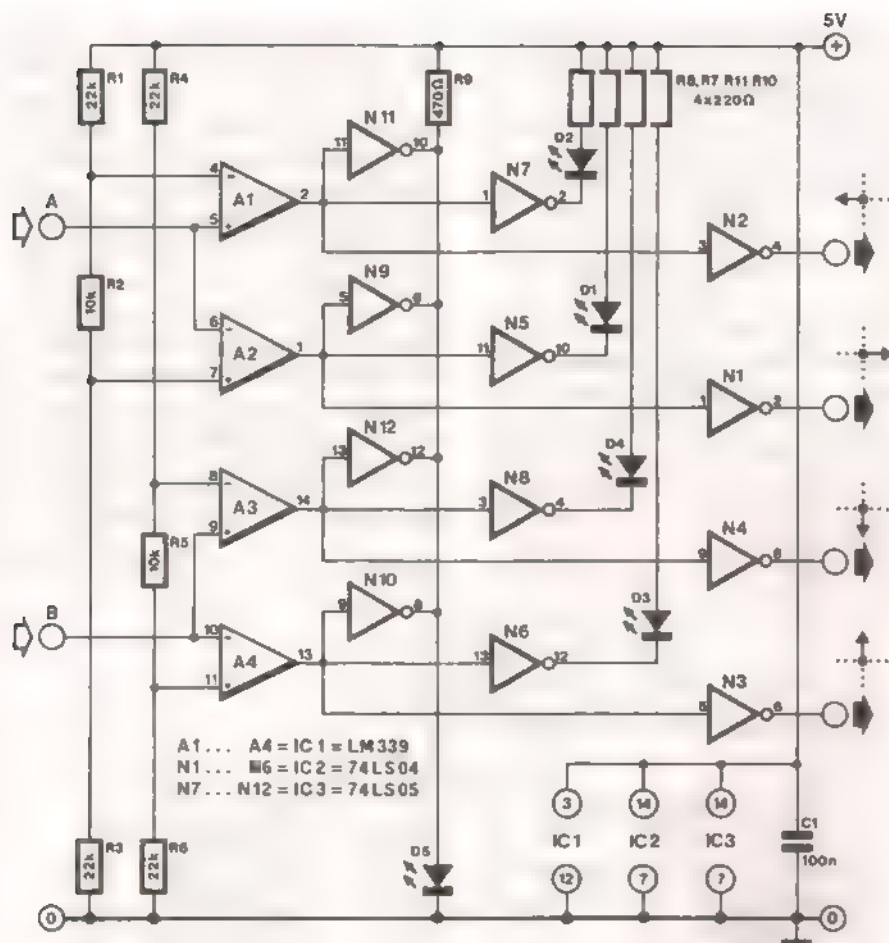 5V
+
R1
22k
R4
22k
R9
470Ω
R8, R7 R11 R10
4x220Ω
N11
11
10
D2
N7
1
2
A
4
-
5
+
A1
2
N2
3
4
R2
10k
N9
5
6
D1
6
-
7
+
A2
1
N5
11
10
N1
1
2
N12
13
12
D4
8
-
9
+
A3
14
N8
3
4
N4
9
8
R5
10k
N10
9
8
D3
B
10
-
11
+
A4
13
N6
13
12
N3
5
6
A1... A4 = IC1 = LM339
N1... N6 = IC2 = 74LS04
N7... N12 = IC3 = 74LS05
3
14
14
IC1
IC2
IC3
12
7
7
C1
100n
R3
22k
R6
22k
D5
0
0